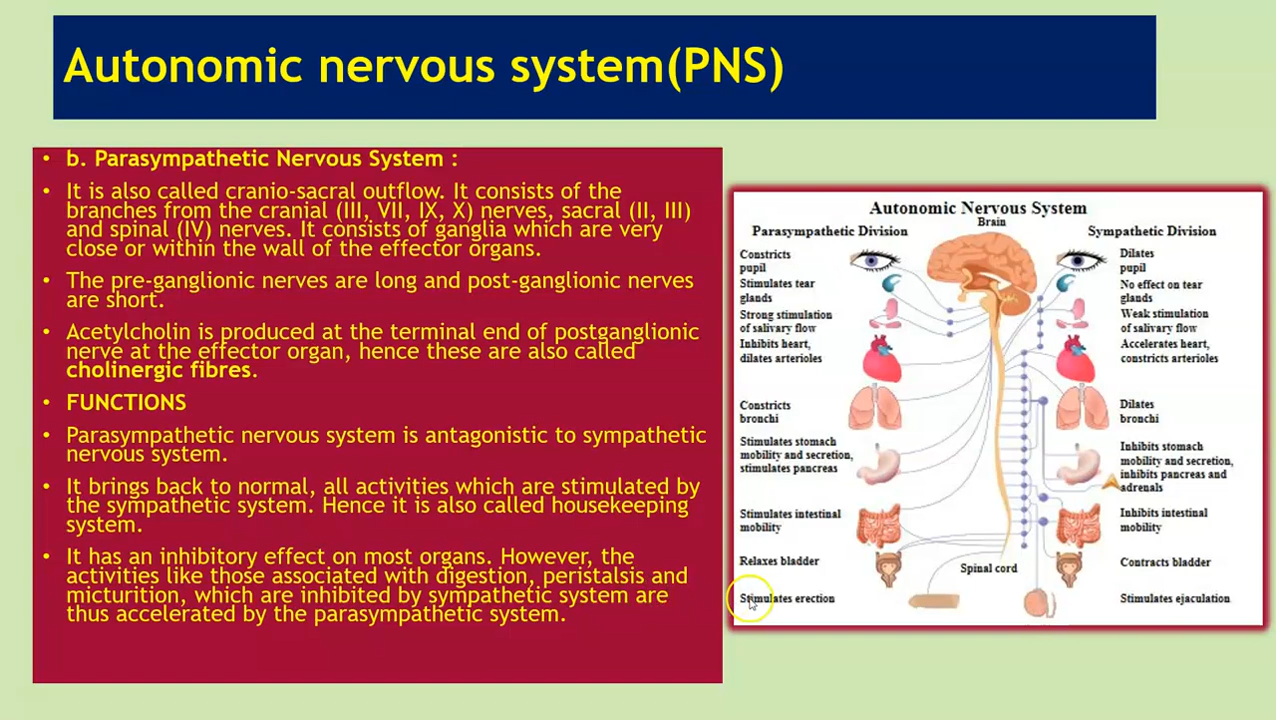 Autonomic nervous system(PNS)
• b. Parasympathetic Nervous System :
• It is also called cranio-sacral outflow. It consists of the
branches from the cranial (III, VII, IX, X) nerves, sacral (II, III)
and spinal (IV) nerves. It consists of ganglia which are very
close or within the wall of the effector organs.
• The pre-ganglionic nerves are long and post-ganglionic nerves
are short.
• Acetylcholin is produced at the terminal end of postganglionic
nerve at the effector organ, hence these are also called
cholinergic fibres.
• FUNCTIONS
• Parasympathetic nervous system is antagonistic to sympathetic
nervous system.
• It brings back to normal, all activities which are stimulated by
the sympathetic system. Hence it is also called housekeeping
system.
• It has an inhibitory effect on most organs. However, the
activities like those associated with digestion, peristalsis and
micturition, which are inhibited by sympathetic system are
thus accelerated by the parasympathetic system.
Autonomic Nervous System
Brain
Parasympathetic Division
Constricts
pupil
Stimulates tear
glands
Strong stimulation
of salivary flow
Inhibits heart,
dilates arterioles
Constricts
bronchi
Stimulates stomach
mobility and secretion,
stimulates pancreas
Stimulates intestinal
mobility
Relaxes bladder
Stimulates erection
Spinal cord
Sympathetic Division
Dilates
pupil
No effect on tear
glands
Weak stimulation
of salivary flow
Accelerates heart,
constricts arterioles
Dilates
bronchi
Inhibits stomach
mobility and secretion,
inhibits pancreas and
adrenals
Inhibits intestinal
mobility
Contracts bladder
Stimulates ejaculation